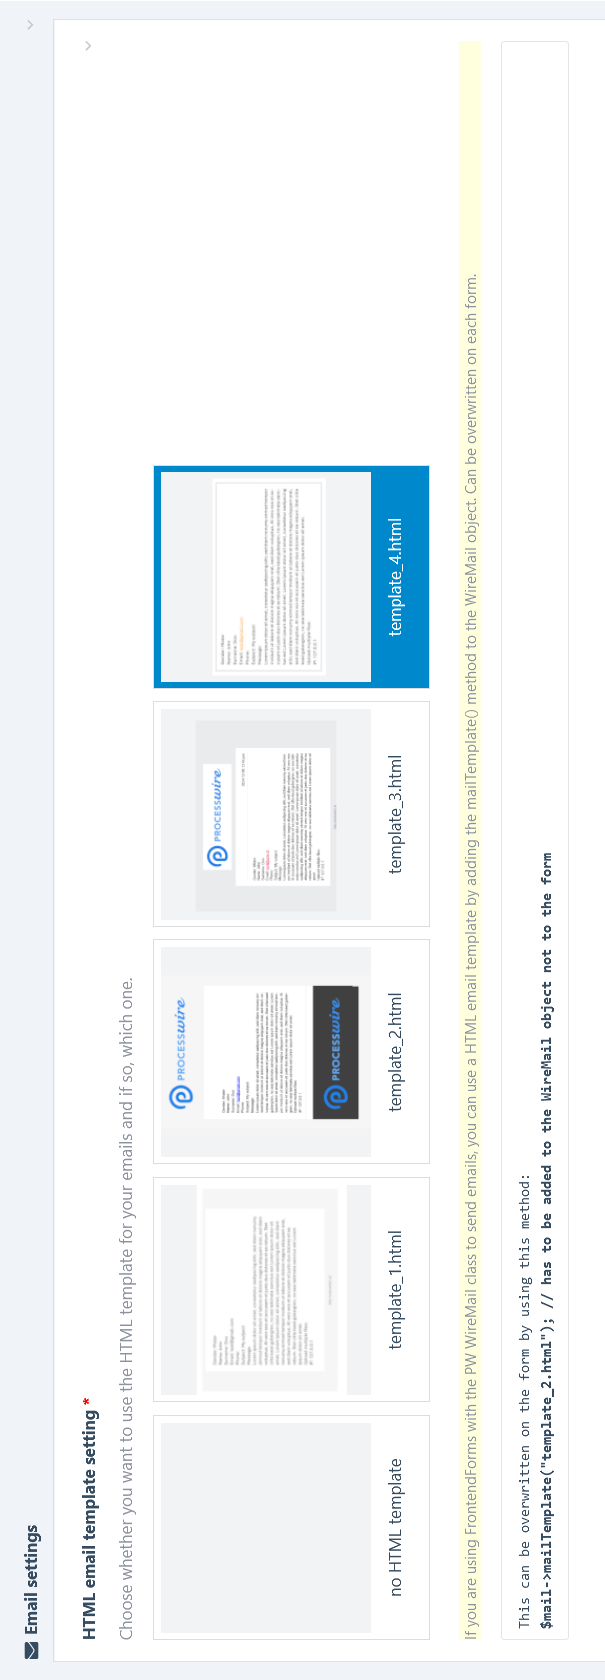 Email settings
HTML email template setting *
Choose whether you want to use the HTML template for your emails and if so, which one.
no HTML template
template_1.html
PROCESSWIRE
PROCESSWIRE
template_2.html
PROCESSWIRE
template_3.html
template_4.html
If you are using FrontendForms with the PW WireMail class to send emails, you can use a HTML email template by adding the mailTemplate() method to the WireMail object. Can be overwritten on each form.
This can be overwritten on the form by using this method:
$mail->mailTemplate("template_2.html"); // has to be added to the WireMail object not to the form